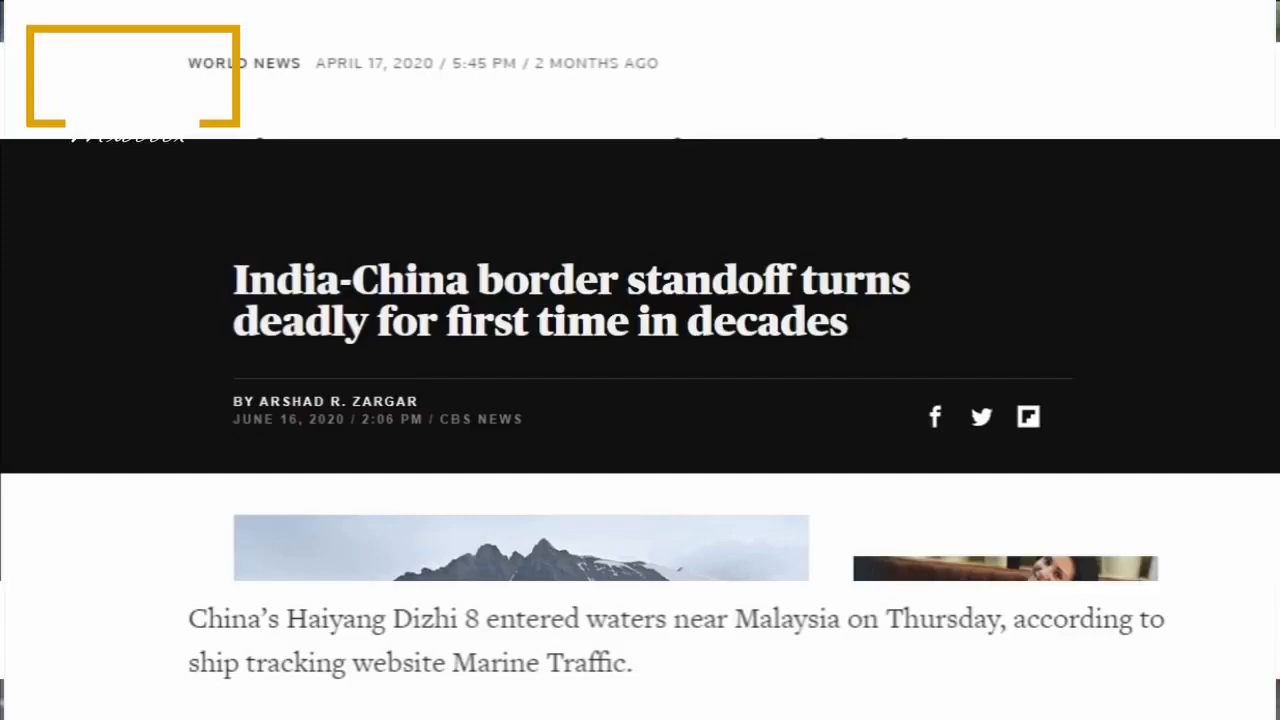 WORLD NEWS APRIL 17, 2020 / 5:45 PM / 2 MONTHS AGO
India-China border standoff turns
deadly for first time in decades
BY ARSHAD R. ZARGAR
JUNE 16, 2020 / 2:06 PM / CBS NEWS
China's Haiyang Dizhi 8 entered waters near Malaysia on Thursday, according to
ship tracking website Marine Traffic.